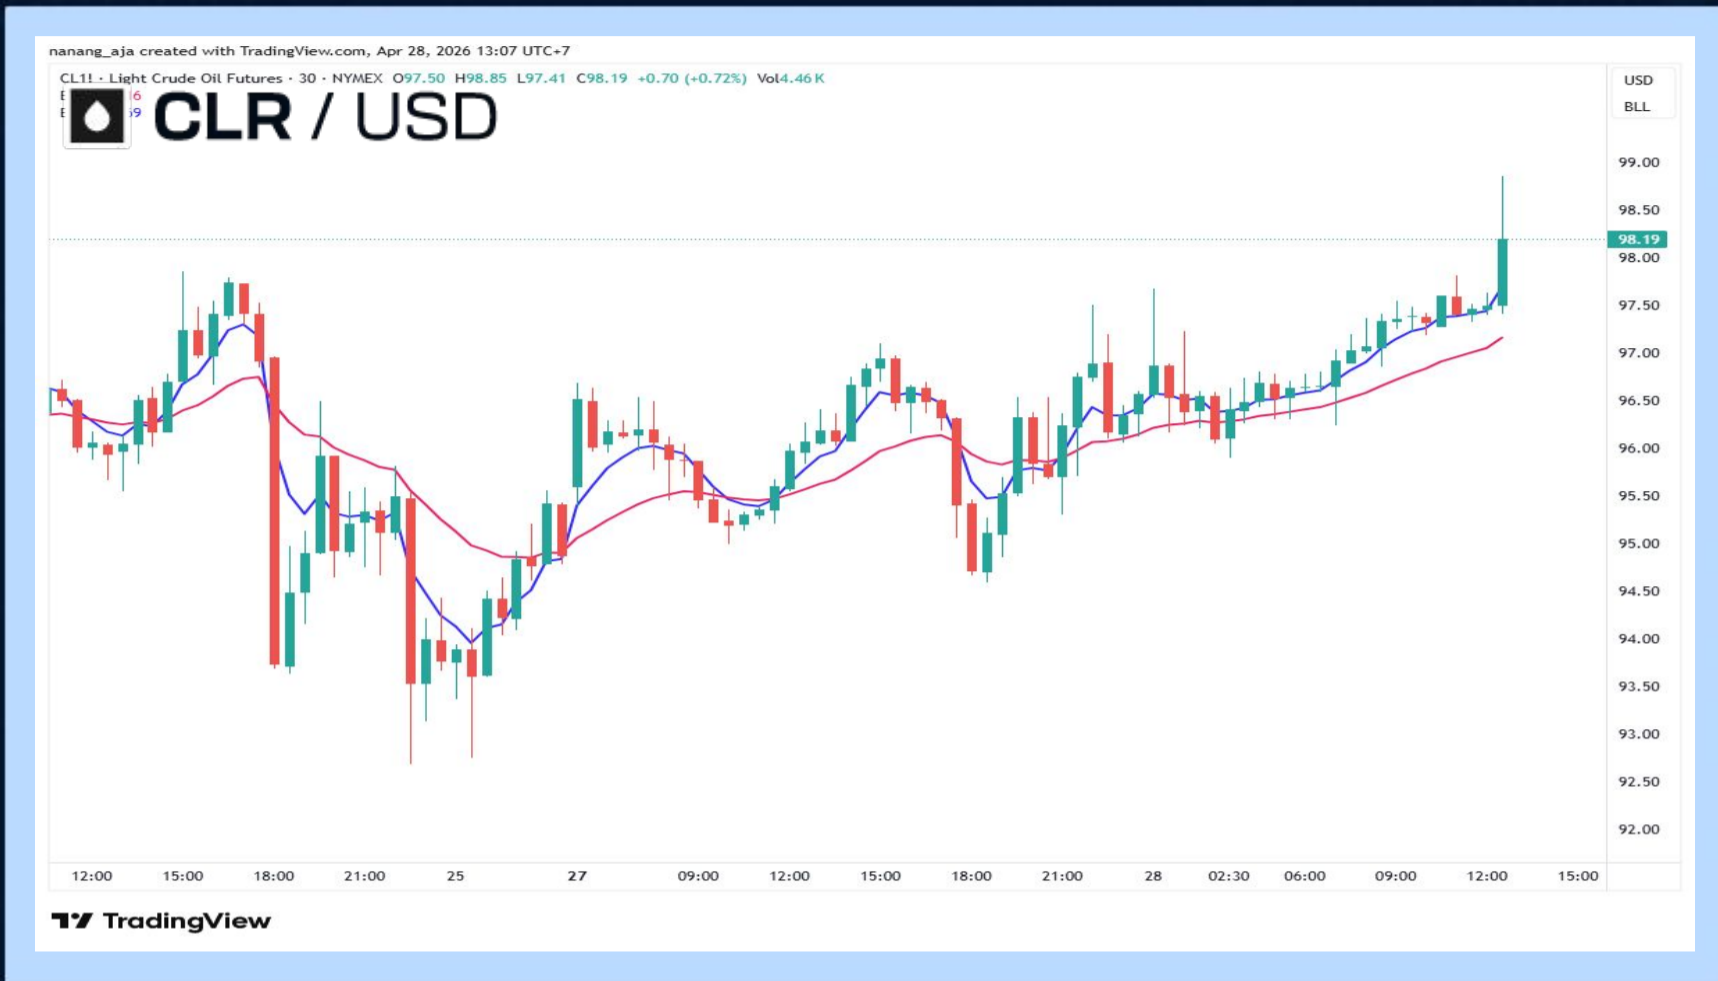 nanang_aja created with TradingView.com, Apr 28, 2026 13:07 UTC+7
CL1! · Light Crude Oil Futures · 30 · NYMEX O97.50 H98.85 L97.41 C98.19 +0.70 (+0.72%) Vol4.46 K
CLR / USD
USD
BLL
99.00
98.50
98.19
98.00
97.50
97.00
96.50
96.00
95.50
95.00
94.50
94.00
93.50
93.00
92.50
92.00
12:00 15:00 18:00 21:00 25 27 09:00 12:00 15:00 18:00 21:00 28 02:30 06:00 09:00 12:00 15:00
TradingView